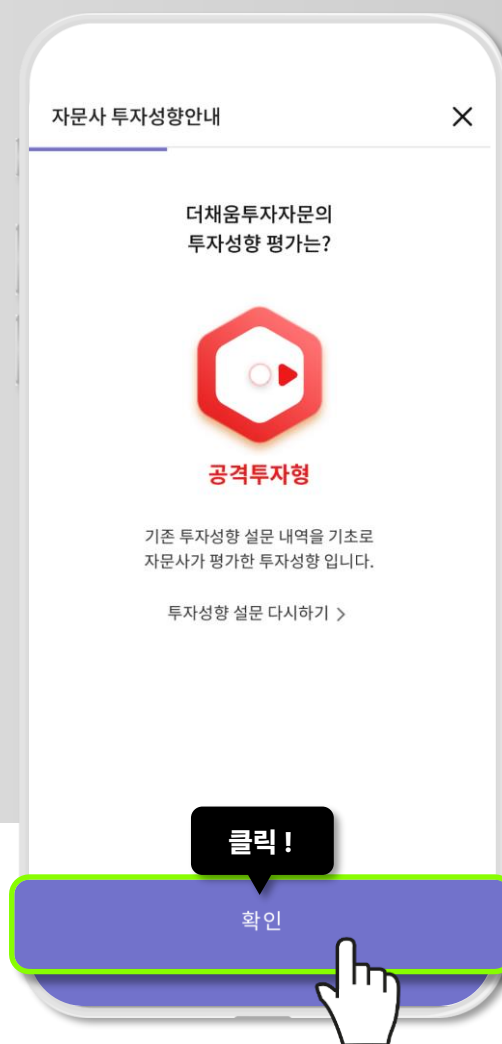 자문사 투자성향안내
더채움투자자문의
투자성향 평가는?
공격투자형
기존 투자성향 설문 내역을 기초로
자문사가 평가한 투자성향 입니다.
투자성향 설문 다시하기 >
클릭 !
확인